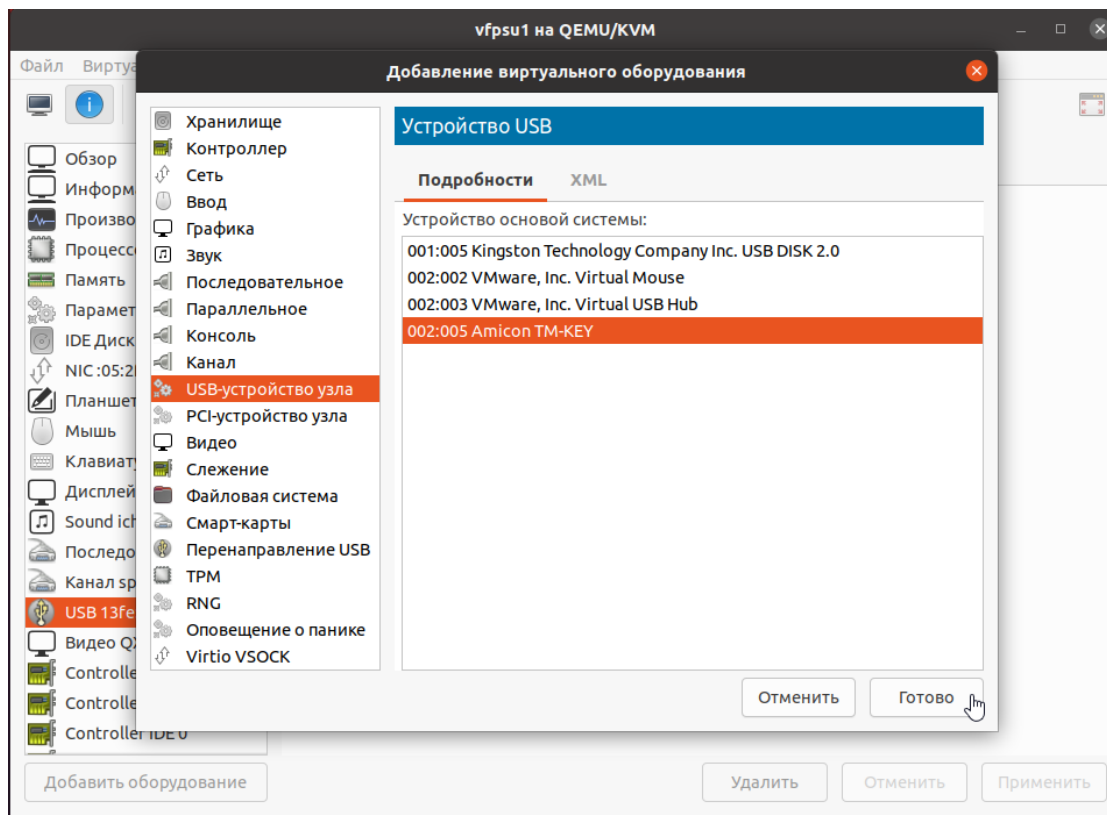 vfpsu1 на QEMU/KVM
Файл Виртуа
Добавление виртуального оборудования
Обзор
Информ
Произво
Процессо
Память
Парамет
IDE Диск
NIC :05:2
Планшет
Мышь
Клавиату
Дисплей
Sound ich
Последо
Канал sp
USB 13fe
Видео Q
Controlle
Controlle
Controller IDE 0
Добавить оборудование
Хранилище
Контроллер
Сеть
Ввод
Графика
Звук
Последовательное
Параллельное
Консоль
Канал
USB-устройство узла
PCI-устройство узла
Видео
Слежение
Файловая система
Смарт-карты
Перенаправление USB
TPM
RNG
Оповещение о панике
Virtio VSOCK
Устройство USB
Подробности XML
Устройство основой системы:
001:005 Kingston Technology Company Inc. USB DISK 2.0
002:002 VMware, Inc. Virtual Mouse
002:003 VMware, Inc. Virtual USB Hub
002:005 Amicon TM-KEY
Отменить Готово
Удалить Отменить Применить